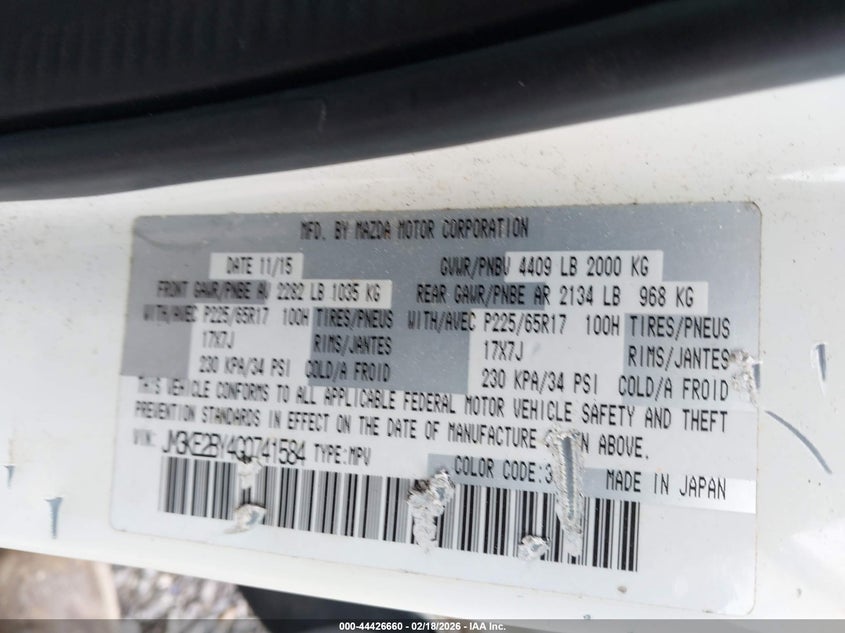 MFD. BY MAZDA MOTOR CORPORATION
DATE 11/15 GVWR/PNBV 4409 LB 2000 KG
FRONT GAWR/PNBE AV 2282 LB 1035 KG REAR GAWR/PNBE AR 2134 LB 968 KG
WITH/AVEC P225/65R17 100H TIRES/PNEUS WITH/AVEC P225/65R17 100H TIRES/PNEUS
17X7J RIMS/JANTES 17X7J RIMS/JANTES
230 KPA/34 PSI COLD/A FROID 230 KPA/34 PSI COLD/A FROID
THIS VEHICLE CONFORMS TO ALL APPLICABLE FEDERAL MOTOR VEHICLE SAFETY AND THEFT
PREVENTION STANDARDS IN EFFECT ON THE DATE OF MANUFACTURE ABOVE.
VIN: JM3KE2BY4G0741584 TYPE:MPV
COLOR CODE: MADE IN JAPAN
000-44426660 - 02/18/2026 - IAA Inc.